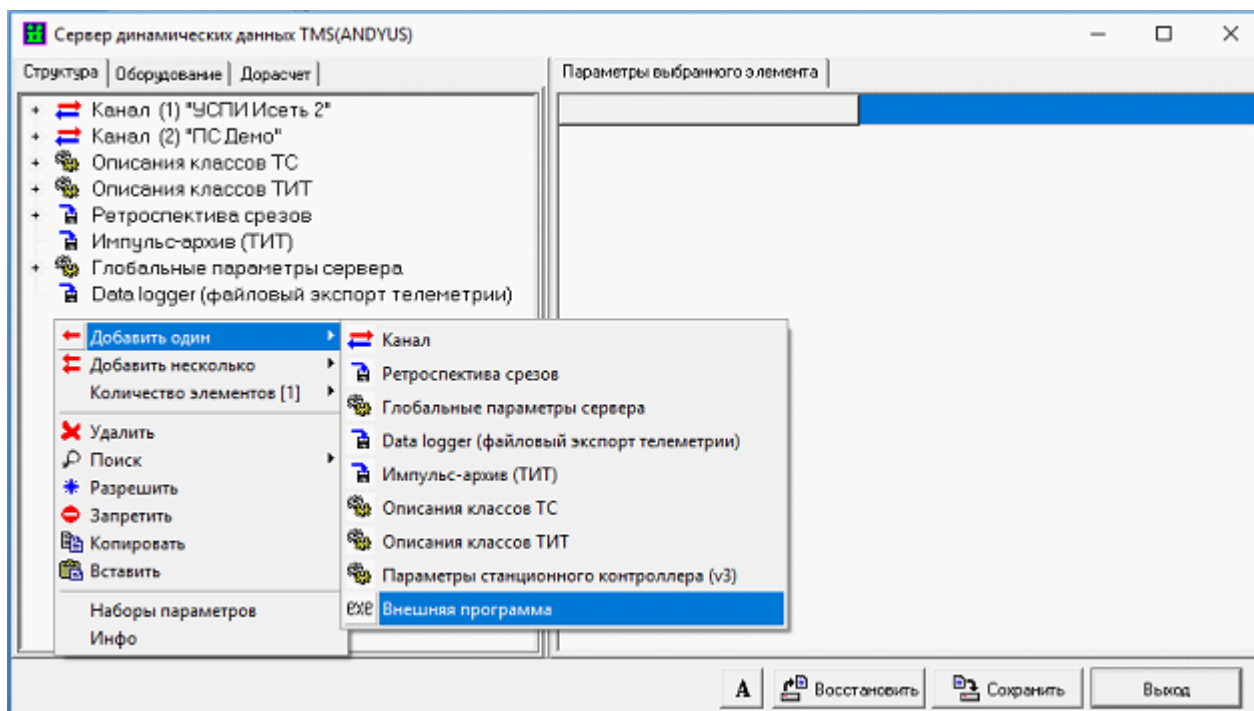 Сервер динамических данных TMS(ANDYUS)
Структура Оборудование Дорасчет
Параметры выбранного элемента
Канал (1) "УСПИ Исеть 2"
Канал (2) "ПС Демо"
Описания классов ТС
Описания классов ТИТ
Ретроспектива срезов
Импульс-архив (ТИТ)
Глобальные параметры сервера
Data logger (файловый экспорт телеметрии)
Добавить один
Добавить несколько
Количество элементов [1]
Удалить
Поиск
Разрешить
Запретить
Копировать
Вставить
Наборы параметров
Инфо
Канал
Ретроспектива срезов
Глобальные параметры сервера
Data logger (файловый экспорт телеметрии)
Импульс-архив (ТИТ)
Описания классов ТС
Описания классов ТИТ
Параметры станционного контроллера (v3)
exe Внешняя программа
A Восстановить Сохранить Выход